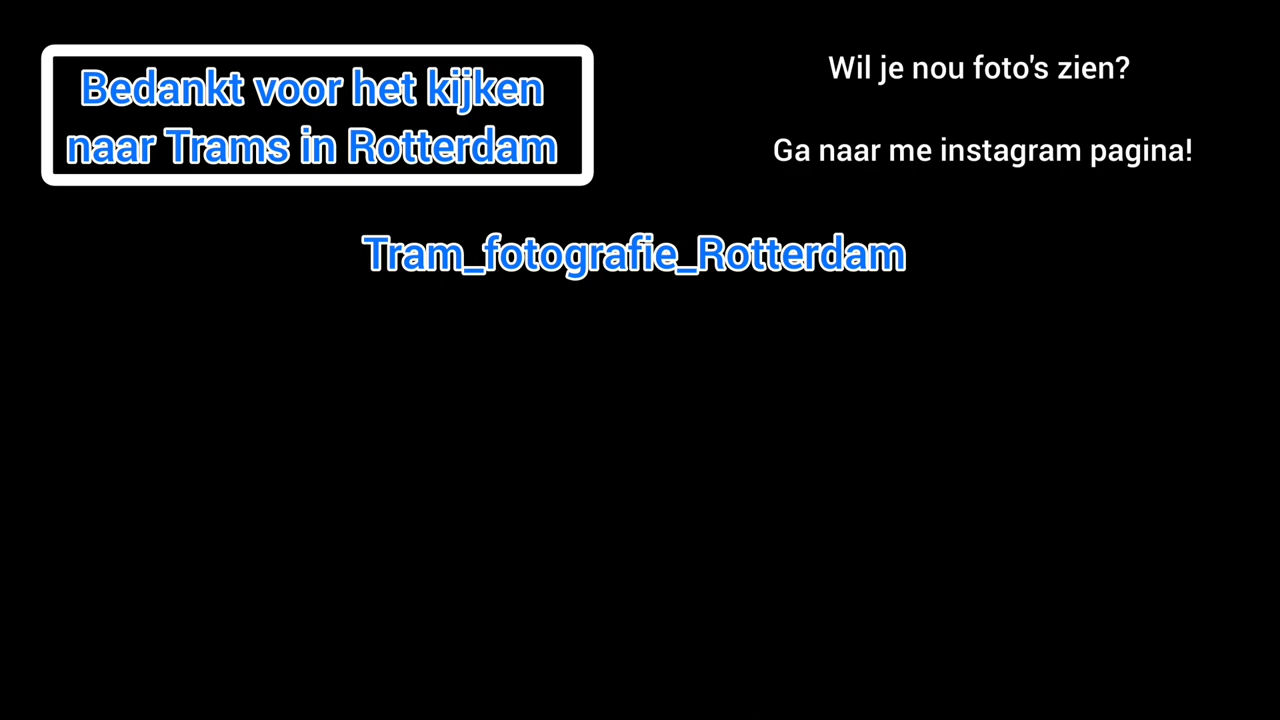 Bedankt voor het kijken
naar Trams in Rotterdam
Wil je nou foto's zien?
Ga naar me instagram pagina!
Tram_fotografie_Rotterdam